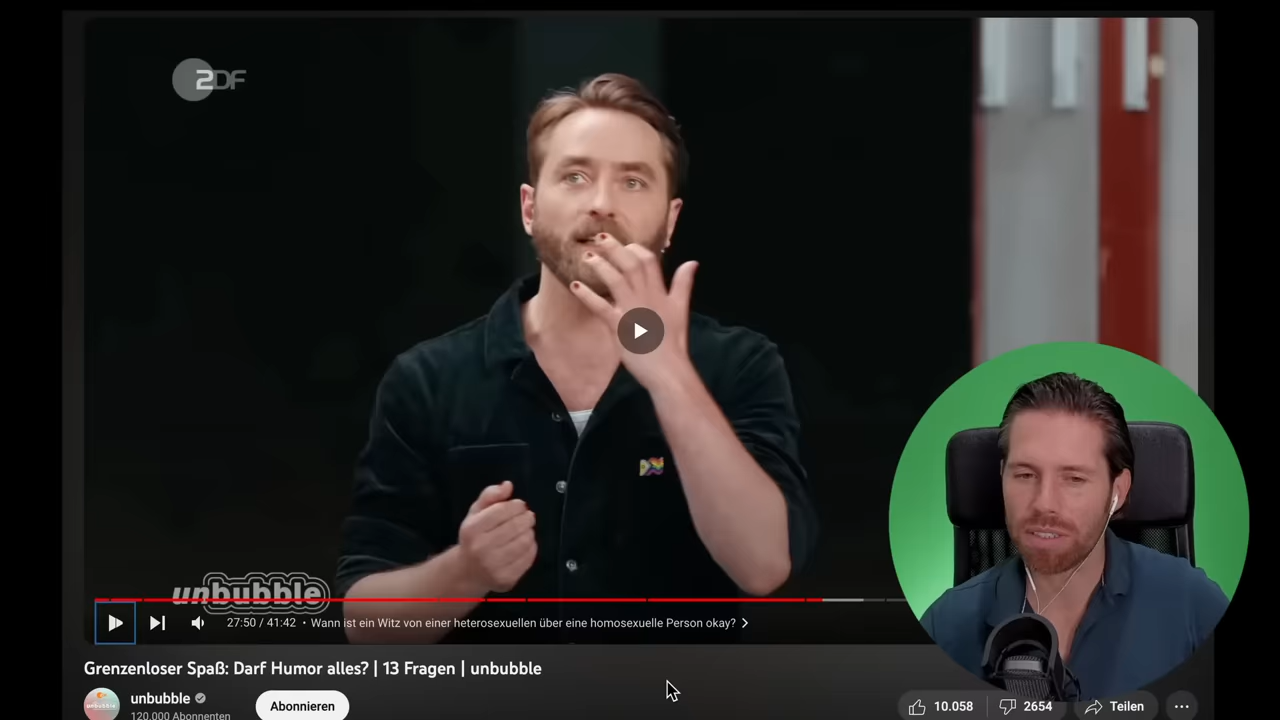 ZDF
unbubble
27:50 / 41:42 • Wann ist ein Witz von einer heterosexuellen über eine homosexuelle Person okay?
Grenzenloser Spaß: Darf Humor alles? | 13 Fragen | unbubble
unbubble
120.000 Abonnenten
Abonnieren
10.058
2654
Teilen